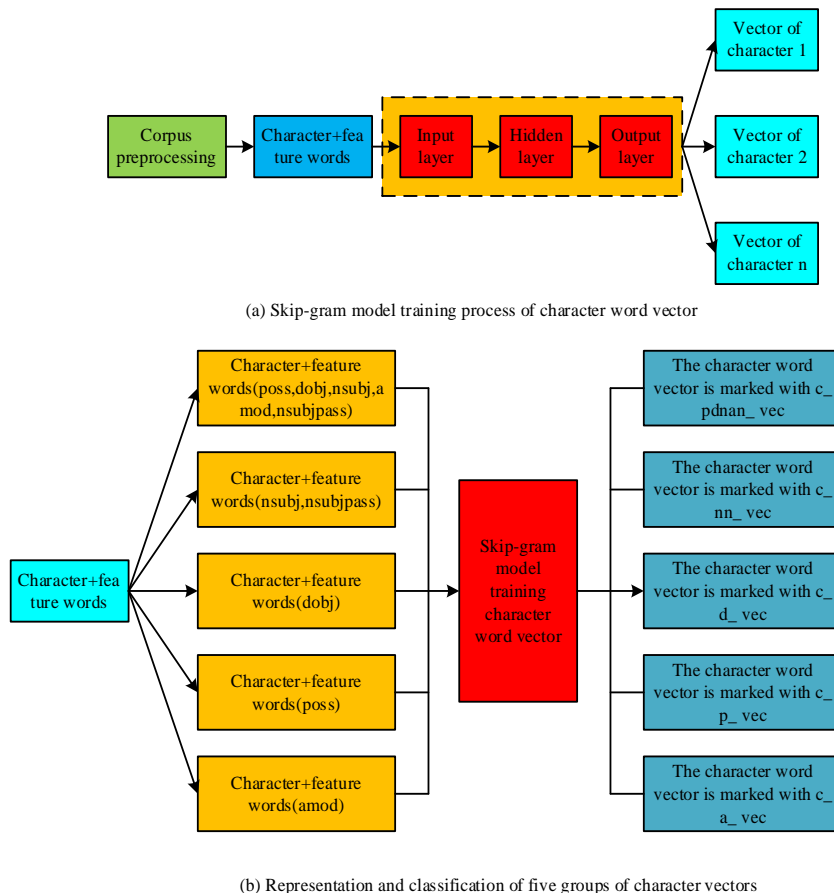 Vector of
character 1
Corpus
preprocessing
Character+fea
ture words
Input
layer
Hidden
layer
Output
layer
Vector of
character 2
Vector of
character n
(a) Skip-gram model training process of character word vector
Character+fea
ture words
Character+feature
words(poss,dobj,nsubj,a
mod,nsubjpass)
Character+feature
words(nsubj,nsubjpass)
Character+feature
words(dobj)
Character+feature
words(poss)
Character+feature
words(amod)
Skip-gram
model
training
character
word vector
The character word
vector is marked with c_
pdnan_ vec
The character word
vector is marked with c_
nn_ vec
The character word
vector is marked with c_
d_ vec
The character word
vector is marked with c_
p_ vec
The character word
vector is marked with c_
a_ vec
(b) Representation and classification of five groups of character vectors